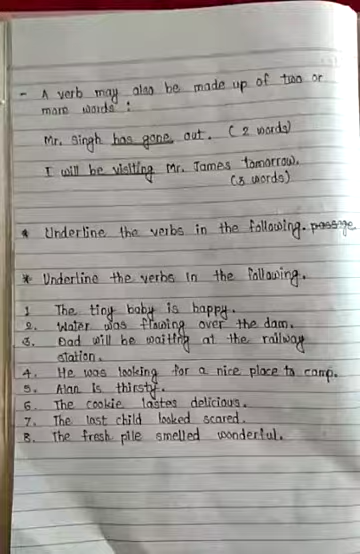 - A verb may also be made up of two or
more words :
Mr. Singh has gone out. ( 2 words)
I will be visiting Mr. James tomorrow.
(3 words)
* Underline the verbs in the following. passage
* Underline the verbs in the following.
1 The tiny baby is happy.
2. Water was flowing over the dam.
3. Dad will be waiting at the railway
station.
4. He was looking for a nice place to camp.
5. Alan is thirsty.
6. The cookie tastes delicious.
7. The last child looked scared.
8. The fresh pile smelled wonderful.